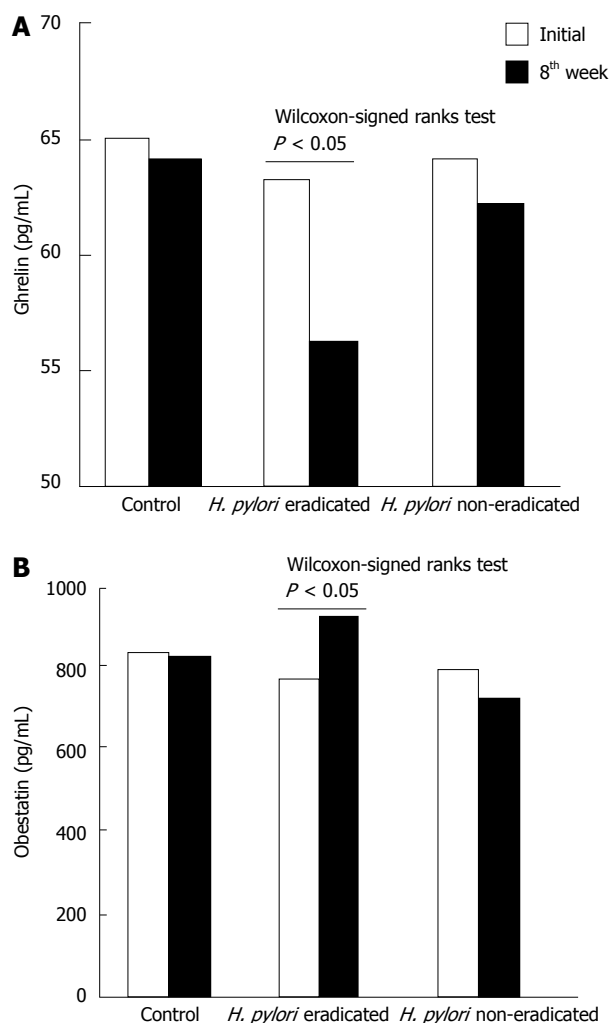 A
70
65
60
55
50
Ghrelin (pg/mL)
Initial
8th week
Wilcoxon-signed ranks test
P < 0.05
Control
H. pylori eradicated
H. pylori non-eradicated
B
1000
800
600
400
200
0
Obestatin (pg/mL)
Wilcoxon-signed ranks test
P < 0.05
Control
H. pylori eradicated
H. pylori non-eradicated